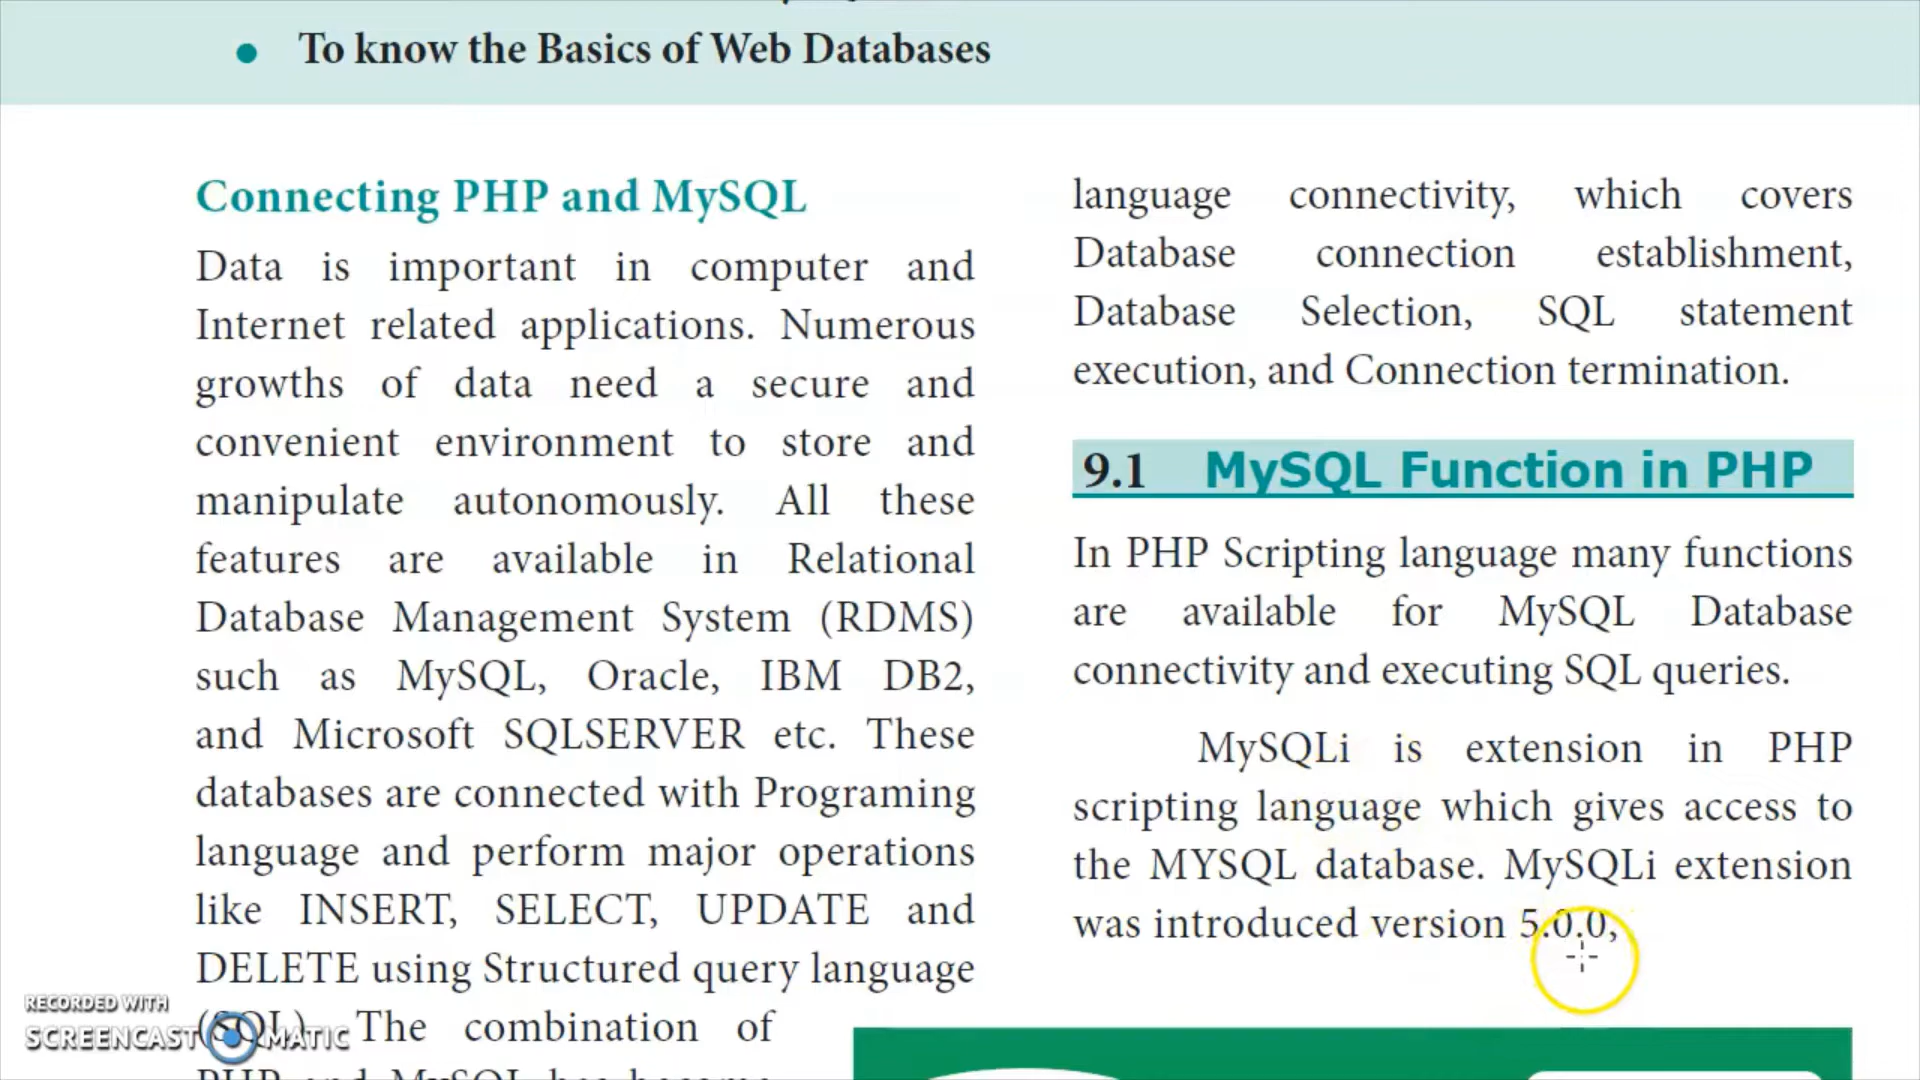 To know the Basics of Web Databases
Connecting PHP and MySQL
Data is important in computer and
Internet related applications. Numerous
growths of data need a secure and
convenient environment to store and
manipulate autonomously. All these
features are available in Relational
Database Management System (RDMS)
such as MySQL, Oracle, IBM DB2,
and Microsoft SQLSERVER etc. These
databases are connected with Programing
language and perform major operations
like INSERT, SELECT, UPDATE and
DELETE using Structured query language
(SQL). The combination of
PHP and MySQL has become
language connectivity, which covers
Database connection establishment,
Database Selection, SQL statement
execution, and Connection termination.
9.1 MySQL Function in PHP
In PHP Scripting language many functions
are available for MySQL Database
connectivity and executing SQL queries.
MySQLi is extension in PHP
scripting language which gives access to
the MYSQL database. MySQLi extension
was introduced version 5.0.0,
RECORDED WITH
SCREENCAST MATIC